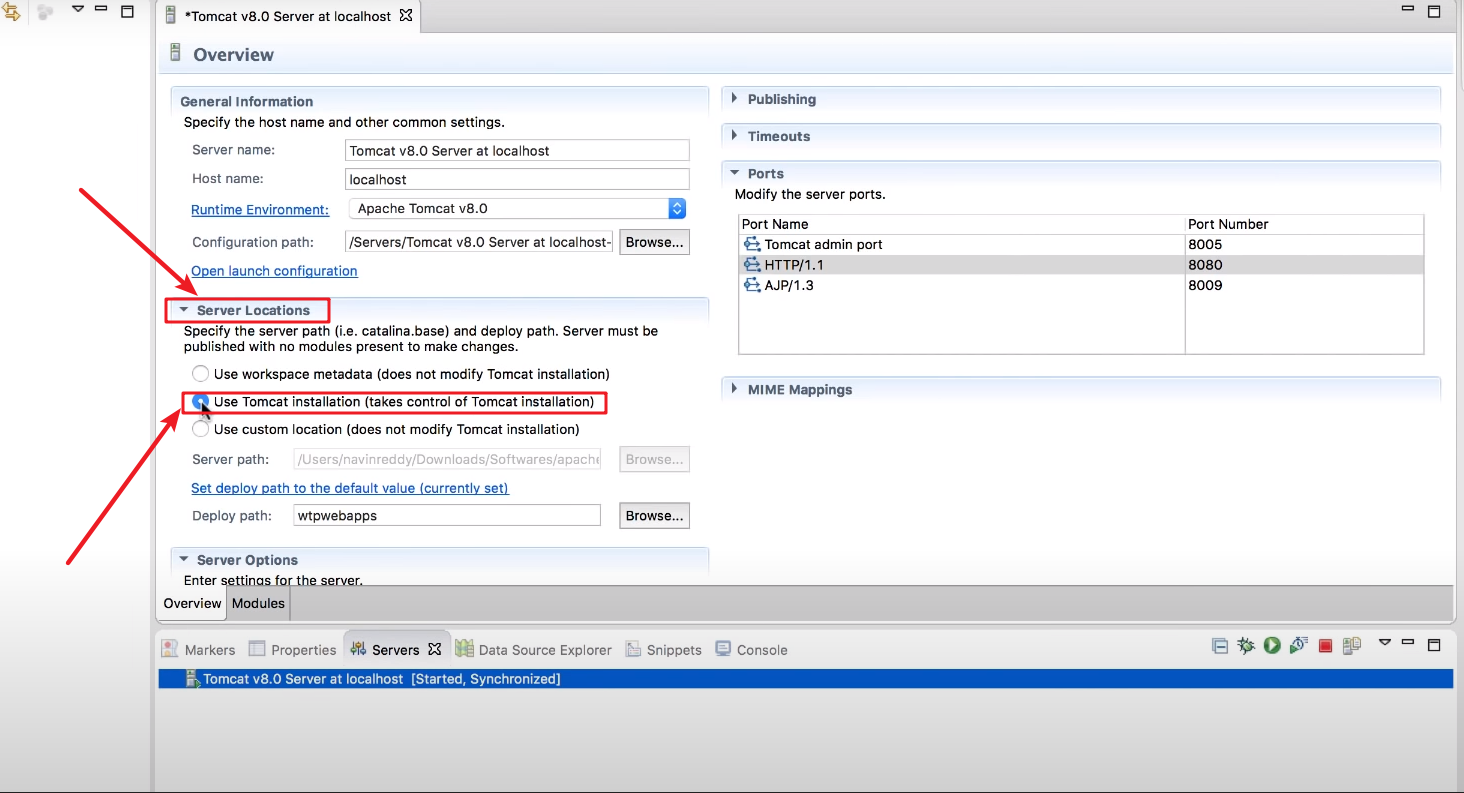 *Tomcat v8.0 Server at localhost
Overview
General Information
Specify the host name and other common settings.
Server name: Tomcat v8.0 Server at localhost
Host name: localhost
Runtime Environment: Apache Tomcat v8.0
Configuration path: /Servers/Tomcat v8.0 Server at localhost- Browse...
Open launch configuration
Server Locations
Specify the server path (i.e. catalina.base) and deploy path. Server must be
published with no modules present to make changes.
Use workspace metadata (does not modify Tomcat installation)
Use Tomcat installation (takes control of Tomcat installation)
Use custom location (does not modify Tomcat installation)
Server path: /Users/navinreddy/Downloads/Softwares/apache Browse...
Set deploy path to the default value (currently set)
Deploy path: wtpwebapps Browse...
Server Options
Enter settings for the server.
Publishing
Timeouts
Ports
Modify the server ports.
Port Name Port Number
Tomcat admin port 8005
HTTP/1.1 8080
AJP/1.3 8009
MIME Mappings
Overview Modules
Markers Properties Servers Data Source Explorer Snippets Console
Tomcat v8.0 Server at localhost [Started, Synchronized]